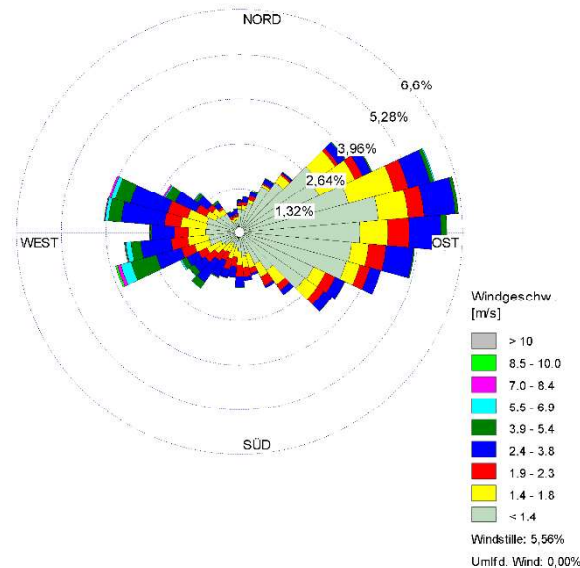 NORD
6,6%
5,28%
3,96%
2,64%
1,32%
WEST
OST
SÜD
Windgeschw.
[m/s]
> 10
8.5 - 10.0
7.0 - 8.4
5.5 - 6.9
3.9 - 5.4
2.4 - 3.8
1.9 - 2.3
1.4 - 1.8
< 1.4
Windstille: 5,56%
Umlfd. Wind: 0,00%